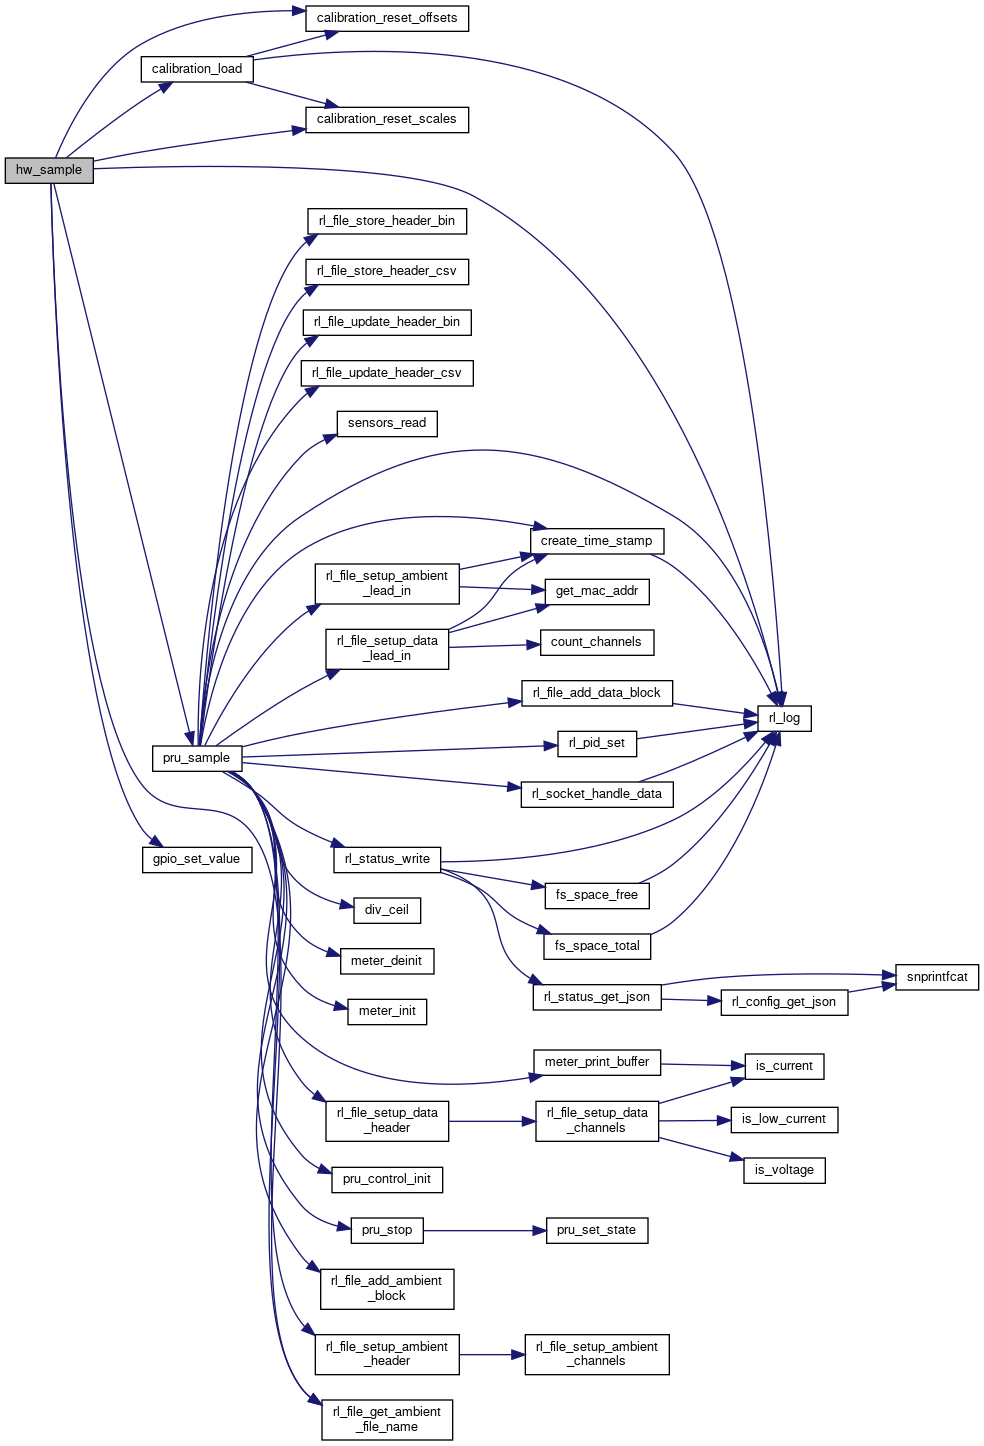 calibration_reset_offsets
calibration_load
calibration_reset_scales
hw_sample
rl_file_store_header_bin
rl_file_store_header_csv
rl_file_update_header_bin
rl_file_update_header_csv
sensors_read
create_time_stamp
rl_file_setup_ambient
_lead_in
get_mac_addr
rl_file_setup_data
_lead_in
count_channels
rl_file_add_data_block
rl_log
rl_pid_set
pru_sample
rl_socket_handle_data
gpio_set_value
rl_status_write
fs_space_free
div_ceil
fs_space_total
meter_deinit
snprintfcat
rl_status_get_json
rl_config_get_json
meter_init
meter_print_buffer
is_current
rl_file_setup_data
_header
rl_file_setup_data
_channels
is_low_current
is_voltage
pru_control_init
pru_stop
pru_set_state
rl_file_add_ambient
_block
rl_file_setup_ambient
_header
rl_file_setup_ambient
_channels
rl_file_get_ambient
_file_name